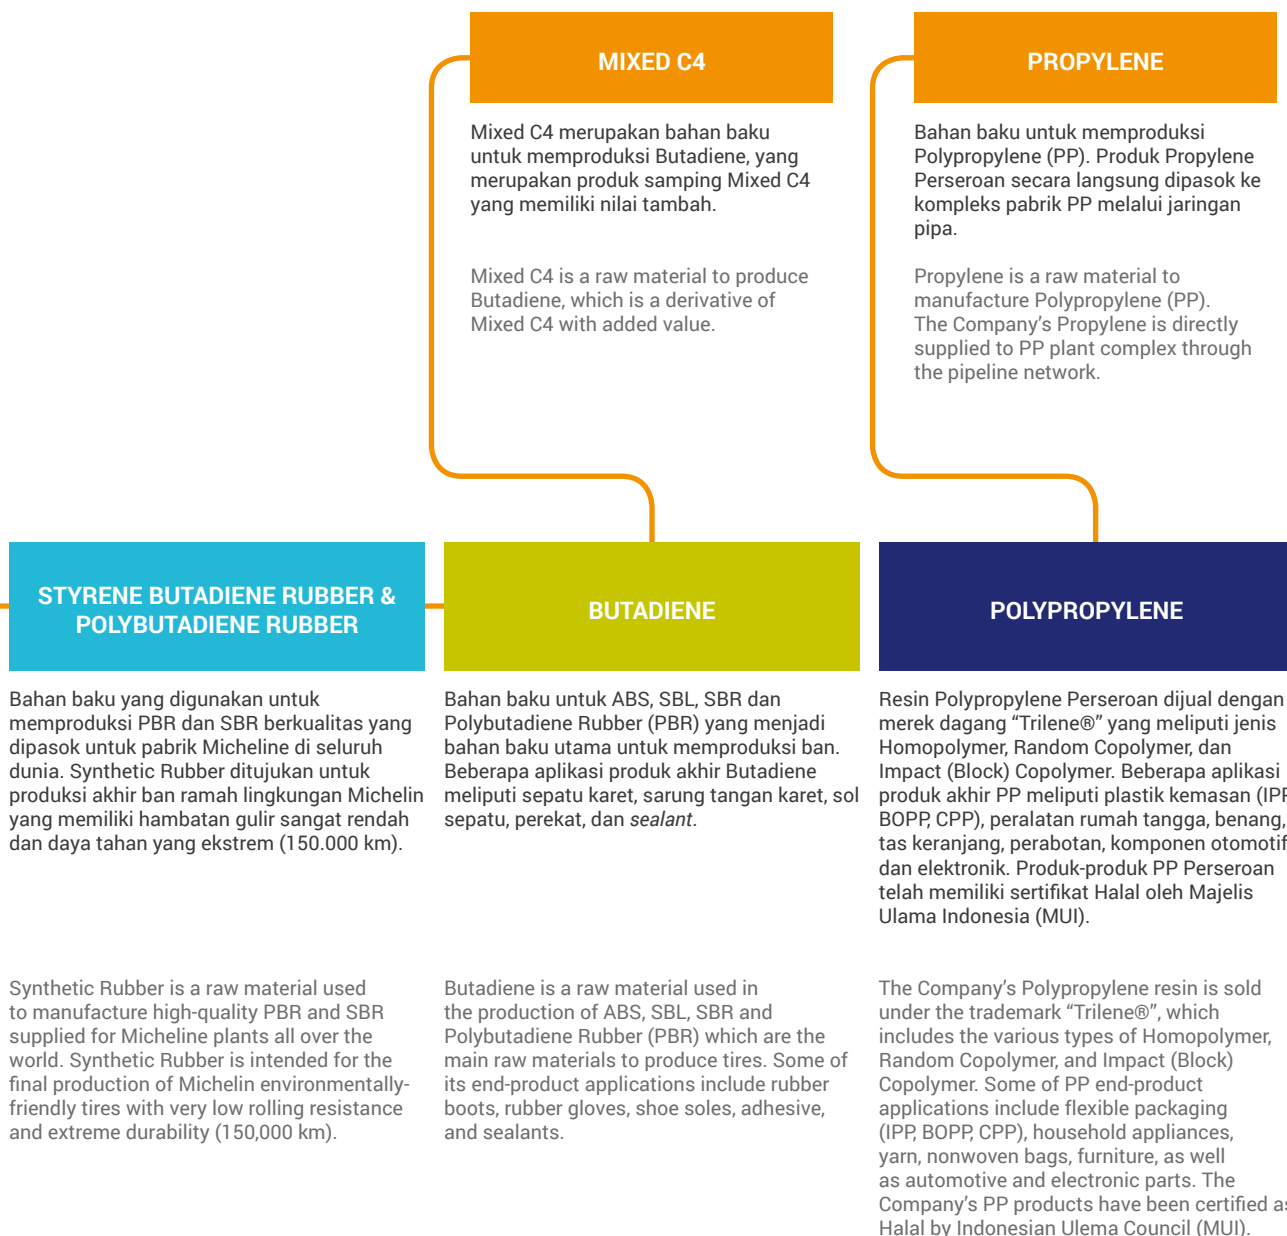 MIXED C4
Mixed C4 merupakan bahan baku
untuk memproduksi Butadiene, yang
merupakan produk samping Mixed C4
yang memiliki nilai tambah.
Mixed C4 is a raw material to produce
Butadiene, which is a derivative of
Mixed C4 with added value.
PROPYLENE
Bahan baku untuk memproduksi
Polypropylene (PP). Produk Propylene
Perseroan secara langsung dipasok ke
kompleks pabrik PP melalui jaringan
pipa.
Propylene is a raw material to
manufacture Polypropylene (PP).
The Company's Propylene is directly
supplied to PP plant complex through
the pipeline network.
STYRENE BUTADIENE RUBBER &
POLYBUTADIENE RUBBER
Bahan baku yang digunakan untuk
memproduksi PBR dan SBR berkualitas yang
dipasok untuk pabrik Micheline di seluruh
dunia. Synthetic Rubber ditujukan untuk
produksi akhir ban ramah lingkungan Michelin
yang memiliki hambatan gulir sangat rendah
dan daya tahan yang ekstrem (150.000 km).
Synthetic Rubber is a raw material used
to manufacture high-quality PBR and SBR
supplied for Micheline plants all over the
world. Synthetic Rubber is intended for the
final production of Michelin environmentally-
friendly tires with very low rolling resistance
and extreme durability (150,000 km).
BUTADIENE
Bahan baku untuk ABS, SBL, SBR dan
Polybutadiene Rubber (PBR) yang menjadi
bahan baku utama untuk memproduksi ban.
Beberapa aplikasi produk akhir Butadiene
meliputi sepatu karet, sarung tangan karet, sol
sepatu, perekat, dan sealant.
Butadiene is a raw material used in
the production of ABS, SBL, SBR and
Polybutadiene Rubber (PBR) which are the
main raw materials to produce tires. Some of
its end-product applications include rubber
boots, rubber gloves, shoe soles, adhesive,
and sealants.
POLYPROPYLENE
Resin Polypropylene Perseroan dijual dengan
merek dagang “Trilene®” yang meliputi jenis
Homopolymer, Random Copolymer, dan
Impact (Block) Copolymer. Beberapa aplikasi
produk akhir PP meliputi plastik kemasan (IPP,
BOPP, CPP), peralatan rumah tangga, benang,
tas keranjang, perabotan, komponen otomotif
dan elektronik. Produk-produk PP Perseroan
telah memiliki sertifikat Halal oleh Majelis
Ulama Indonesia (MUI).
The Company's Polypropylene resin is sold
under the trademark “Trilene®”, which
includes the various types of Homopolymer,
Random Copolymer, and Impact (Block)
Copolymer. Some of PP end-product
applications include flexible packaging
(IPP, BOPP, CPP), household appliances,
yarn, nonwoven bags, furniture, as well
as automotive and electronic parts. The
Company's PP products have been certified as
Halal by Indonesian Ulema Council (MUI).